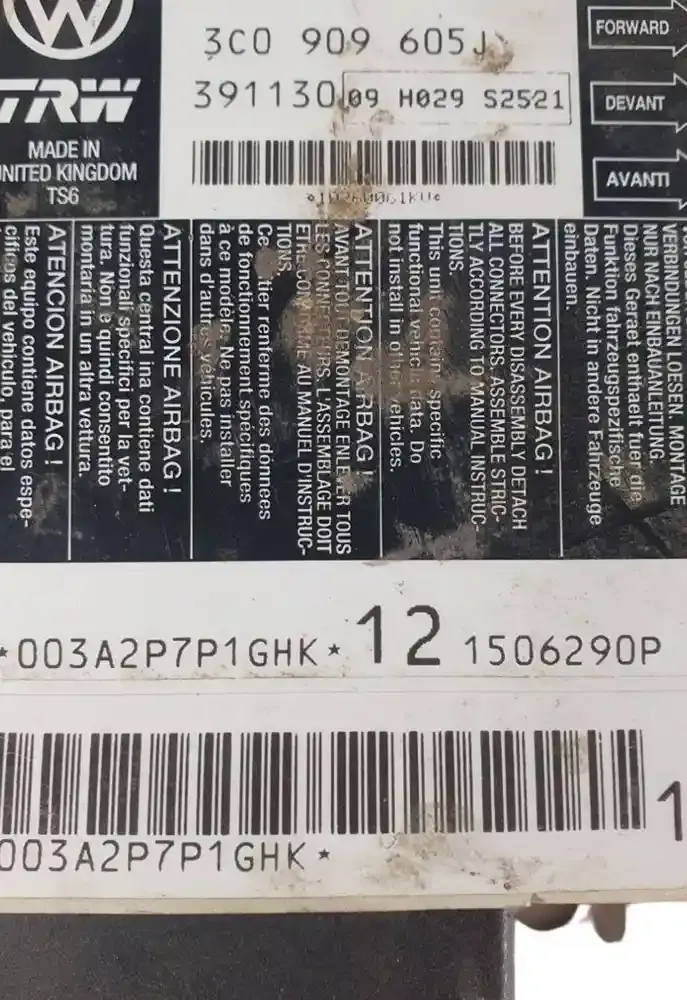 3C0 909 605J
391130 09 H029 S2521
TRW
MADE IN
UNITED KINGDOM
TS6
FORWARD
DEVANT
AVANTI
VERBINDUNGEN LOESEN. MONTAGE
NUR NACH EINBAUANLEITUNG.
Dieses Geraet enthaelt fuer die
Funktion fahrzeugspezifische
Daten. Nicht in andere Fahrzeuge
einbauen.
ATTENTION AIRBAG !
BEFORE EVERY DISASSEMBLY DETACH
ALL CONNECTORS. ASSEMBLE STRIC-
TLY ACCORDING TO MANUAL INSTRUC-
TIONS.
This unit contains specific
functional vehicle data. Do
not install in other vehicles.
ATTENTION AIRBAG !
AVANT TOUT DEMONTAGE ENLEVER TOUS
LES CONNECTEURS. L'ASSEMBLAGE DOIT
ETRE CONFORME AU MANUEL D'INSTRUC-
TIONS.
Ce boîtier renferme des données
de fonctionnement spécifiques
à ce modèle. Ne pas installer
dans d'autres véhicules.
ATTENZIONE AIRBAG !
Questa central ina contiene dati
funzionali specifici per la vet-
tura. Non è quindi consentito
montarla in un altra vettura.
ATENCION AIRBAG !
Este equipo contiene datos espe-
cíficos del vehiculo, para el
*003A2P7P1GHK* 12 1506290P
003A2P7P1GHK* 1